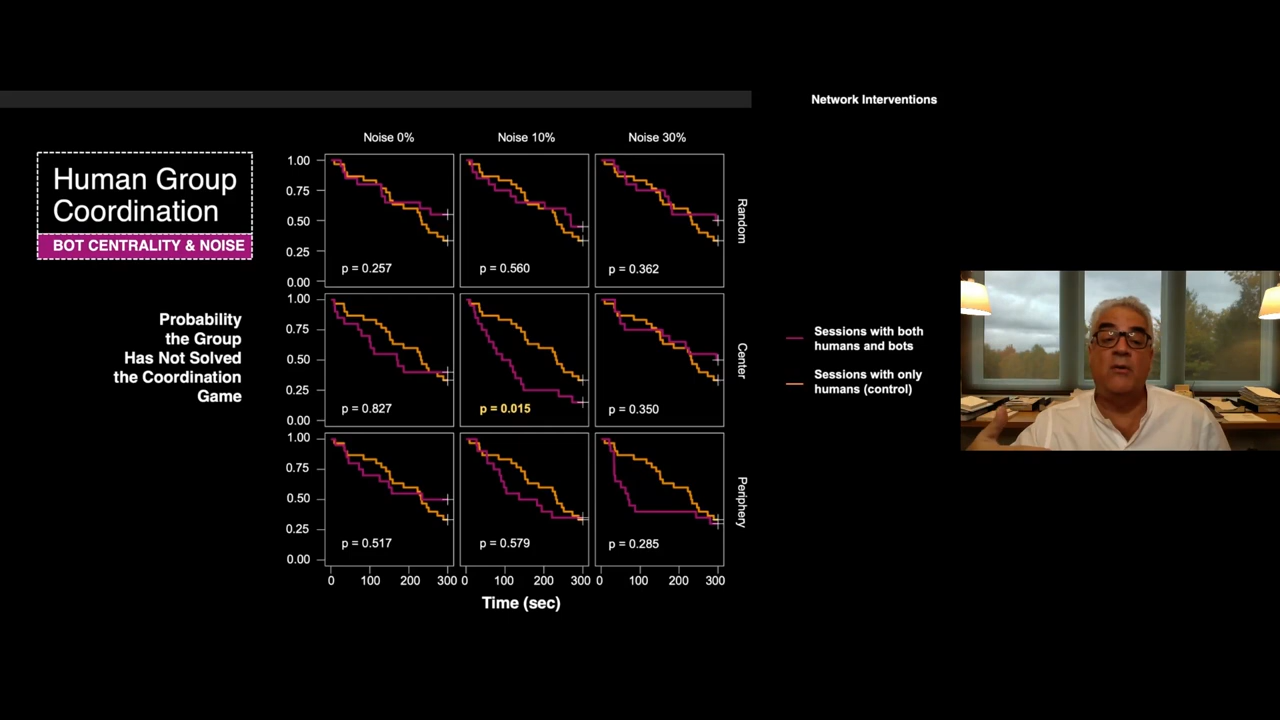 Network Interventions
Human Group
Coordination
BOT CENTRALITY & NOISE
Probability
the Group
Has Not Solved
the Coordination
Game
Noise 0%
Noise 10%
Noise 30%
1.00
0.75
0.50
0.25
0.00
p = 0.257
p = 0.560
p = 0.362
Random
1.00
0.75
0.50
0.25
0.00
p = 0.827
p = 0.015
p = 0.350
Center
1.00
0.75
0.50
0.25
0.00
p = 0.517
p = 0.579
p = 0.285
Periphery
0 100 200 300 0 100 200 300 0 100 200 300
Time (sec)
Sessions with both
humans and bots
Sessions with only
humans (control)